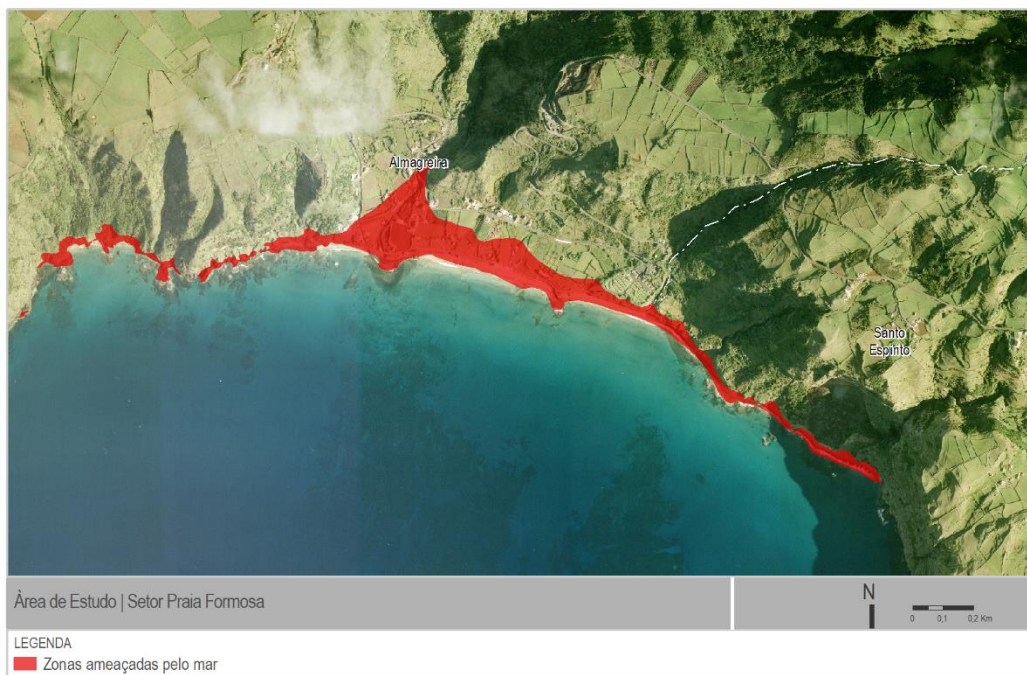 Almagreira
Santo
Espírito
Área de Estudo | Setor Praia Formosa
N
0 0,1 0,2 Km
LEGENDA
Zonas ameaçadas pelo mar